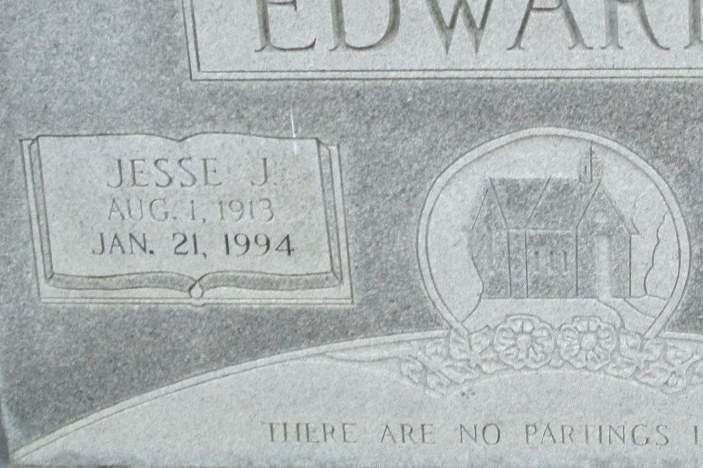 EDWAR
JESSE J.
AUG. 1, 1913
JAN. 21, 1994
THERE ARE NO PARTINGS I